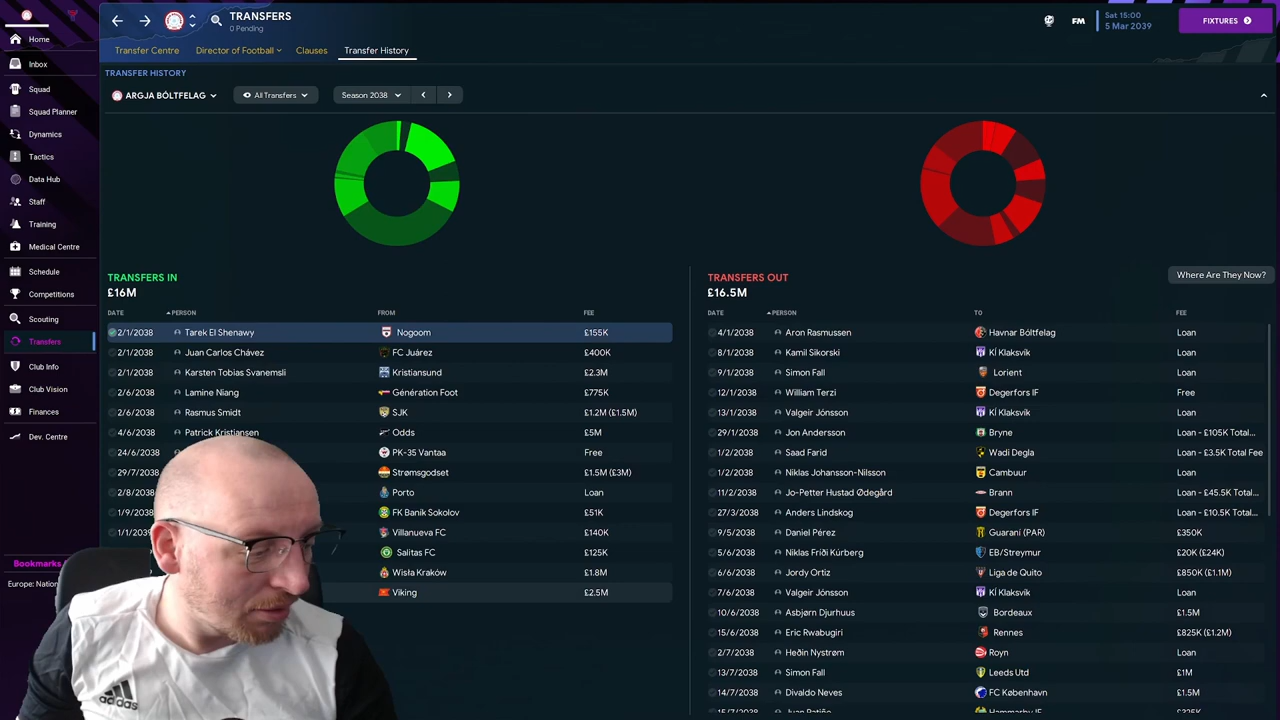 TRANSFERS
0 Pending
Sat 15:00
5 Mar 2039
FM
FIXTURES
Home
Inbox
Squad
Squad Planner
Dynamics
Tactics
Data Hub
Staff
Training
Medical Centre
Schedule
Competitions
Scouting
Transfers
Club Info
Club Vision
Finances
Dev. Centre
Bookmarks
Europe: Nation
Transfer Centre Director of Football Clauses Transfer History
TRANSFER HISTORY
ARGJA BÓLTFELAG All Transfers Season 2038
TRANSFERS IN
£16M
DATE PERSON FROM FEE
2/1/2038 Tarek El Shenawy Nogoom £155K
2/1/2038 Juan Carlos Chávez FC Juárez £400K
2/1/2038 Karsten Tobias Svanemsli Kristiansund £2.3M
2/6/2038 Lamine Niang Génération Foot £775K
2/6/2038 Rasmus Smidt SJK £1.2M (£1.5M)
4/6/2038 Patrick Kristiansen Odds £5M
24/6/2038 PK-35 Vantaa Free
29/7/2038 Strømsgodset £1.5M (£3M)
2/8/2038 Porto Loan
1/9/2038 FK Baník Sokolov £51K
1/1/2039 Villanueva FC £140K
Salitas FC £125K
Wisła Kraków £1.8M
Viking £2.5M
TRANSFERS OUT
£16.5M
Where Are They Now?
DATE PERSON TO FEE
4/1/2038 Aron Rasmussen Havnar Bóltfelag Loan
8/1/2038 Kamil Sikorski KÍ Klaksvík Loan
9/1/2038 Simon Fall Lorient Loan
12/1/2038 William Terzi Degerfors IF Free
13/1/2038 Valgeir Jónsson KÍ Klaksvík Loan
29/1/2038 Jon Andersson Bryne Loan - £105K Total...
1/2/2038 Saad Farid Wadi Degla Loan - £3.5K Total Fee
1/2/2038 Niklas Johansson-Nilsson Cambuur Loan
11/2/2038 Jo-Petter Hustad Ødegård Brann Loan - £45.5K Total...
27/3/2038 Anders Lindskog Degerfors IF Loan - £10.5K Total...
9/5/2038 Daniel Pérez Guaraní (PAR) £350K
5/6/2038 Niklas Fríði Kúrberg EB/Streymur £20K (£24K)
6/6/2038 Jordy Ortiz Liga de Quito £850K (£1.1M)
7/6/2038 Valgeir Jónsson KÍ Klaksvík Loan
10/6/2038 Asbjørn Djurhuus Bordeaux £1.5M
15/6/2038 Eric Rwabugiri Rennes £825K (£1.2M)
2/7/2038 Heðin Nystrøm Royn Loan
13/7/2038 Simon Fall Leeds Utd £1M
14/7/2038 Divaldo Neves FC København £1.5M
15/7/2038 Juan Patiño Hammarby IF £325K
adidas